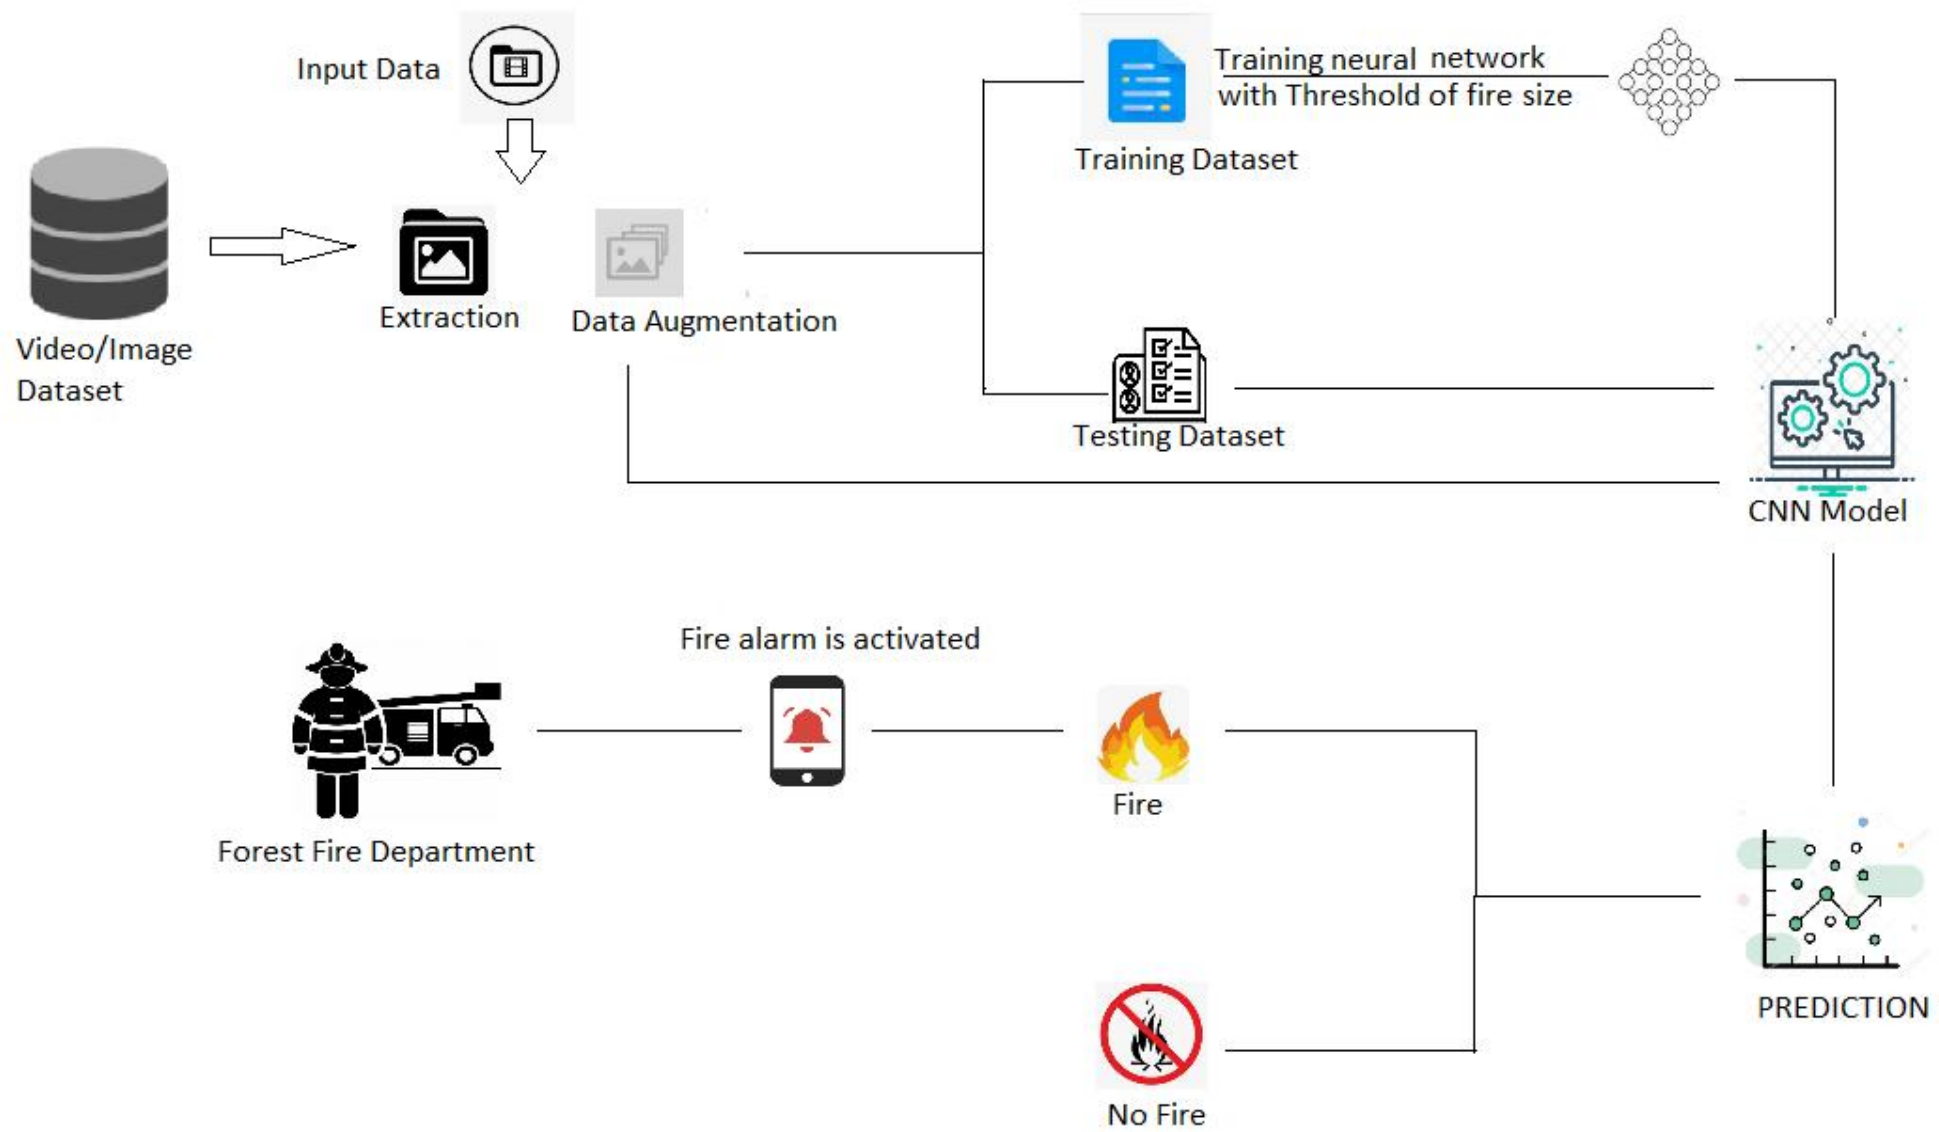 Input Data
Training neural network
with Threshold of fire size
Training Dataset
Extraction
Data Augmentation
Video/Image
Dataset
Testing Dataset
CNN Model
Fire alarm is activated
Fire
Forest Fire Department
PREDICTION
No Fire